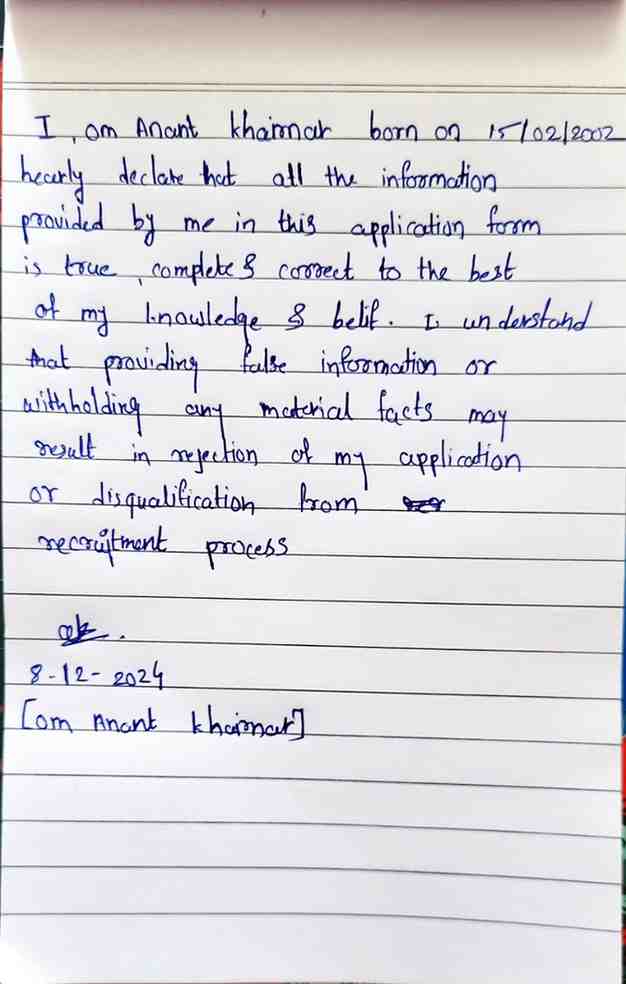 I, om Anant khairnar born on 15/02/2002
hearly declare that all the information
provided by me in this application form
is true, complete & correct to the best
of my knowledge & belif. I understand
that providing false information or
withholding any material facts may
result in rejection of my application
or disqualification from
recruitment process
8-12-2024
[om Anant khairnar]